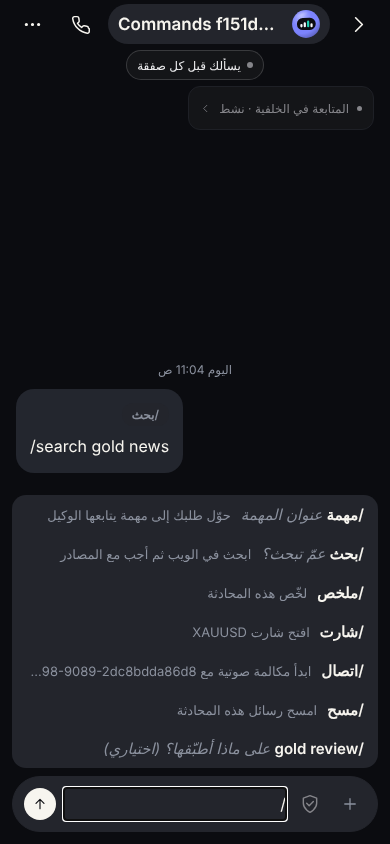 Commands f151d...
يسألك قبل كل صفقة
المتابعة في الخلفية · نشط
اليوم 11:04 ص
/بحث
/search gold news
/مهمة عنوان المهمة حوّل طلبك إلى مهمة يتابعها الوكيل
/بحث عمّ تبحث؟ ابحث في الويب ثم أجب مع المصادر
/ملخص لخّص هذه المحادثة
/شارت افتح شارت XAUUSD
/اتصال ابدأ مكالمة صوتية مع 98-9089-2dc8bdda86d8...
/مسح امسح رسائل هذه المحادثة
/gold review على ماذا أطبّقها؟ (اختياري)
/